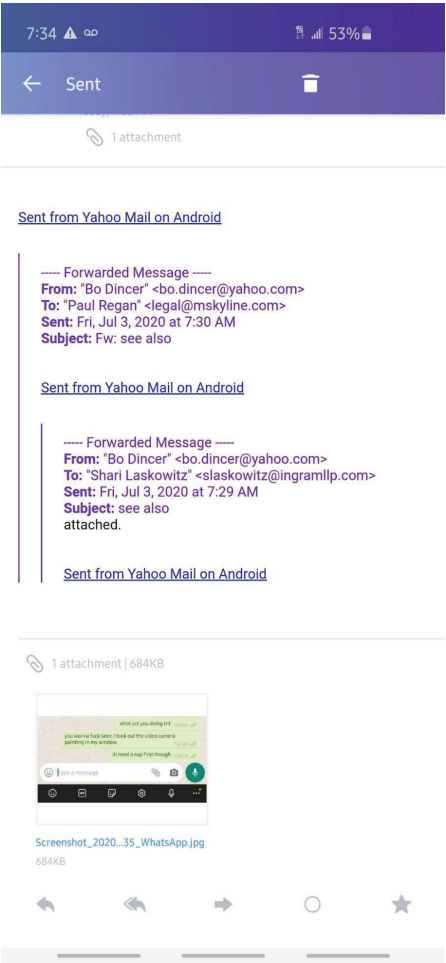 7:34
53%
Sent
1 attachment
Sent from Yahoo Mail on Android
----- Forwarded Message -----
From: "Bo Dincer" <bo.dincer@yahoo.com>
To: "Paul Regan" <legal@mskyline.com>
Sent: Fri, Jul 3, 2020 at 7:30 AM
Subject: Fw: see also
Sent from Yahoo Mail on Android
----- Forwarded Message -----
From: "Bo Dincer" <bo.dincer@yahoo.com>
To: "Shari Laskowitz" <slaskowitz@ingramllp.com>
Sent: Fri, Jul 3, 2020 at 7:29 AM
Subject: see also
attached.
Sent from Yahoo Mail on Android
1 attachment | 684KB
what are you doing tn!
you wanna fuck later. I took out the video camera
pointing in my window.
need a nap first though
Type a message
Screenshot_2020...35_WhatsApp.jpg
684KB